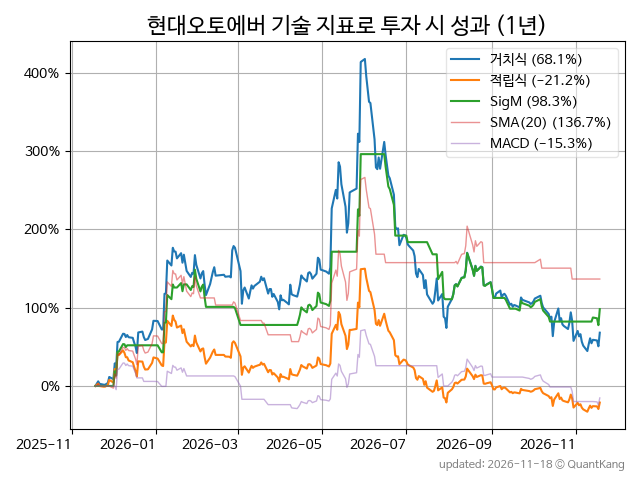 현대오토에버 기술 지표로 투자 시 성과 (1년)
거치식 (68.1%)
적립식 (−21.2%)
SigM (98.3%)
SMA(20) (136.7%)
MACD (−15.3%)
400%
300%
200%
100%
0%
2025-11 2026-01 2026-03 2026-05 2026-07 2026-09 2026-11
updated: 2026-11-18 © QuantKang